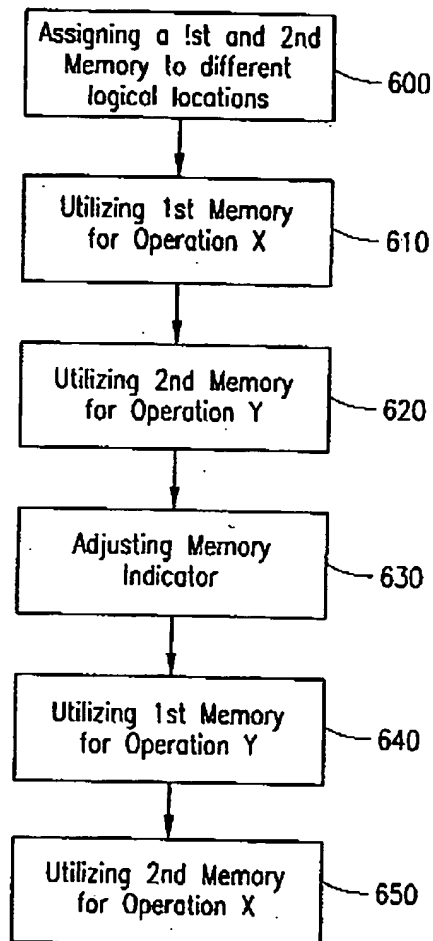 Assigning a 1st and 2nd
Memory to different
logical locations
600
Utilizing 1st Memory
for Operation X
610
Utilizing 2nd Memory
for Operation Y
620
Adjusting Memory
Indicator
630
Utilizing 1st Memory
for Operation Y
640
Utilizing 2nd Memory
for Operation X
650